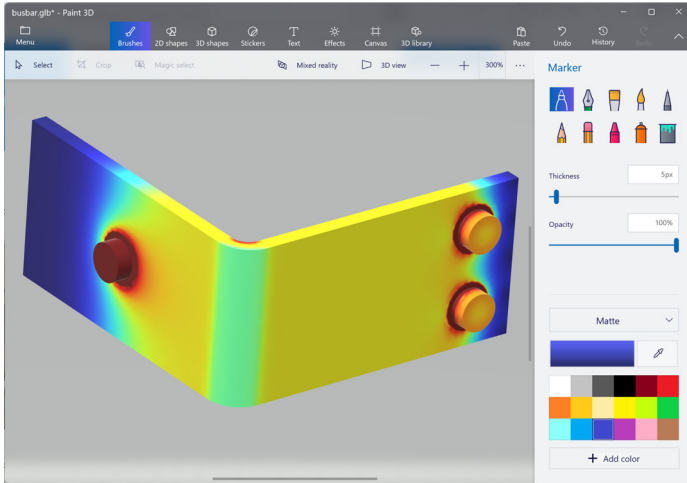 busbar.glb* - Paint 3D
Menu
Brushes
2D shapes
3D shapes
Stickers
Text
Effects
Canvas
3D library
Paste
Undo
History
Redo
Select
Crop
Magic select
Mixed reality
3D view
300%
Marker
Thickness
5px
Opacity
100%
Matte
Add color